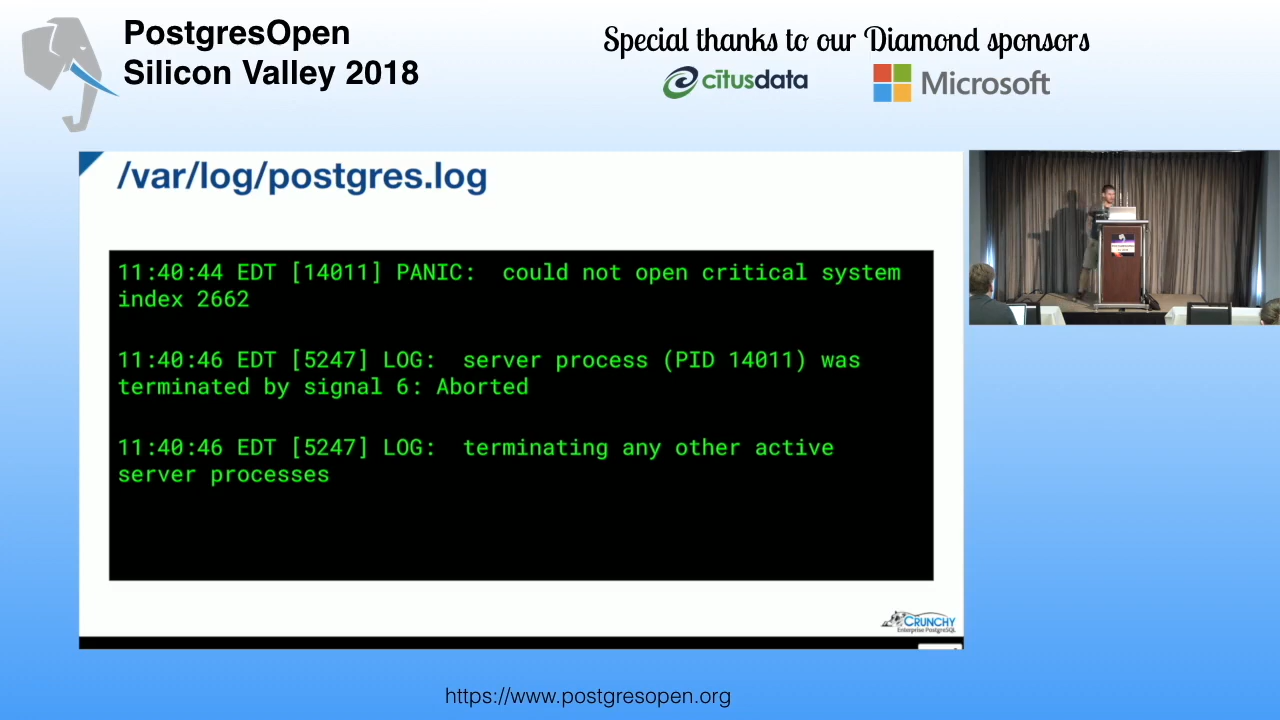 PostgresOpen
Silicon Valley 2018
Special thanks to our Diamond sponsors
citusdata
Microsoft
/var/log/postgres.log
11:40:44 EDT [14011] PANIC:  could not open critical system
index 2662
11:40:46 EDT [5247] LOG:  server process (PID 14011) was
terminated by signal 6: Aborted
11:40:46 EDT [5247] LOG:  terminating any other active
server processes
CRUNCHY
Enterprise PostgreSQL
https://www.postgresopen.org